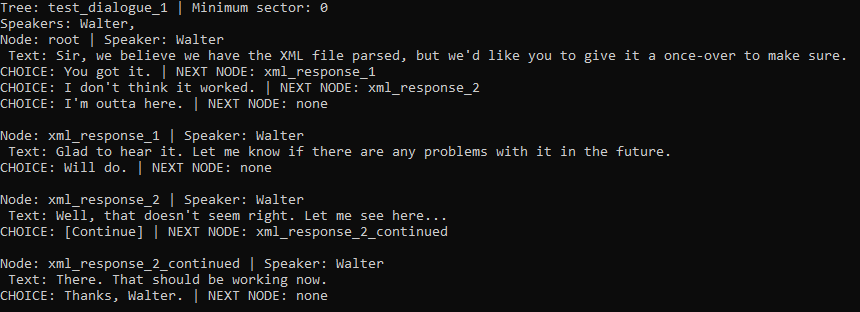 Tree: test_dialogue_1 | Minimum sector: 0
Speakers: Walter,
Node: root | Speaker: Walter
 Text: Sir, we believe we have the XML file parsed, but we'd like you to give it a once-over to make sure.
CHOICE: You got it. | NEXT NODE: xml_response_1
CHOICE: I don't think it worked. | NEXT NODE: xml_response_2
CHOICE: I'm outta here. | NEXT NODE: none

Node: xml_response_1 | Speaker: Walter
 Text: Glad to hear it. Let me know if there are any problems with it in the future.
CHOICE: Will do. | NEXT NODE: none

Node: xml_response_2 | Speaker: Walter
 Text: Well, that doesn't seem right. Let me see here...
CHOICE: [Continue] | NEXT NODE: xml_response_2_continued

Node: xml_response_2_continued | Speaker: Walter
 Text: There. That should be working now.
CHOICE: Thanks, Walter. | NEXT NODE: none